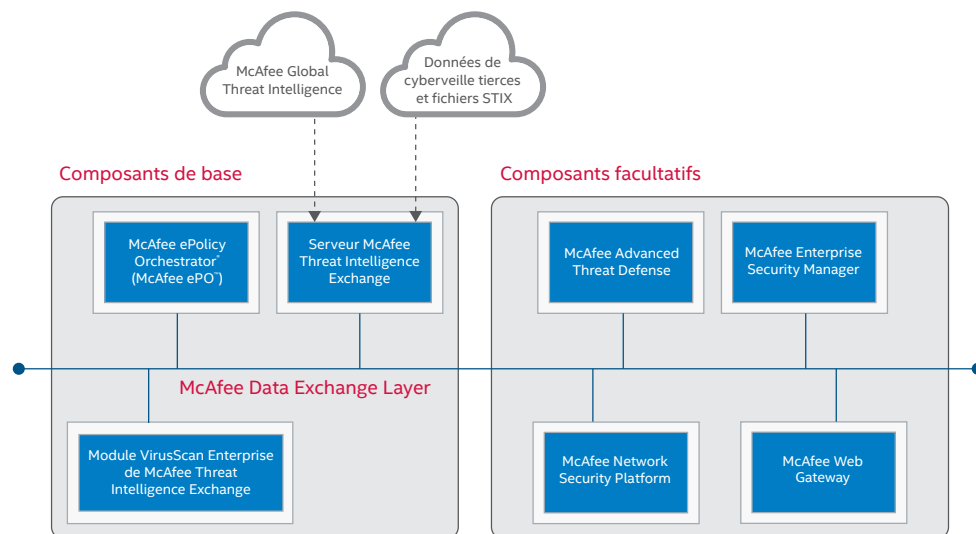 McAfee Global
Threat Intelligence
Données de
cyberveille tierces
et fichiers STIX
Composants de base
Composants facultatifs
McAfee ePolicy
Orchestrator*
(McAfee ePO™)
Serveur McAfee
Threat Intelligence
Exchange
McAfee Advanced
Threat Defense
McAfee Enterprise
Security Manager
McAfee Data Exchange Layer
Module VirusScan Enterprise
de McAfee Threat
Intelligence Exchange
McAfee Network
Security Platform
McAfee Web
Gateway